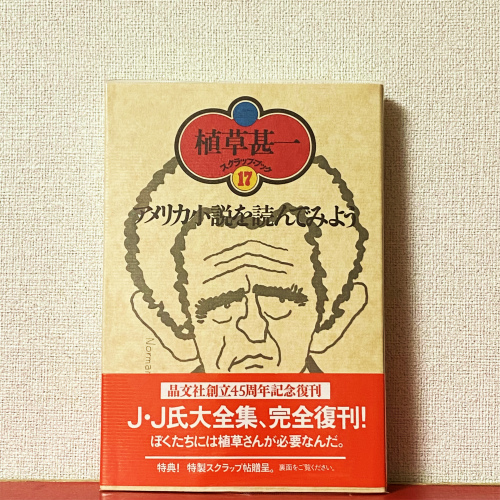 植草甚一
スクラップ・ブック
17
アメリカ小説を読んでみよう
Norman
晶文社創立45周年記念復刊
J・J氏大全集、完全復刊!
ぼくたちには植草さんが必要なんだ。
特典! 特製スクラップ帖贈呈。裏面をご覧ください。